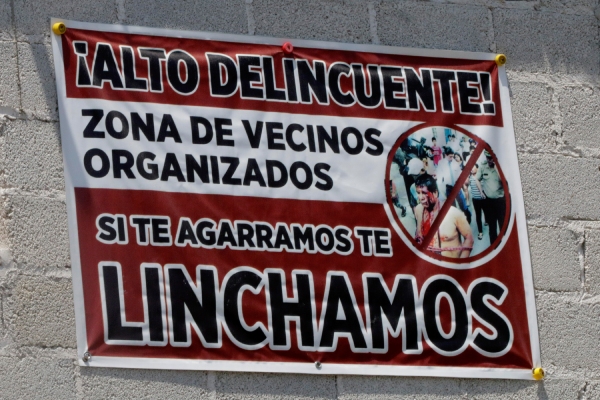 ¡ALTO DELINCUENTE!
ZONA DE VECINOS
ORGANIZADOS
SI TE AGARRAMOS TE
LINCHAMOS